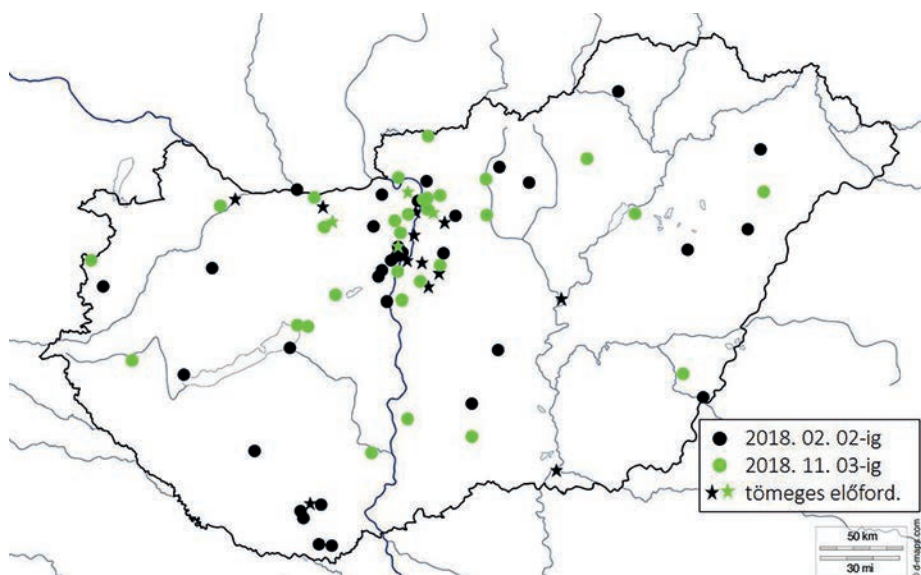 2018. 02. 02-ig
2018. 11. 03-ig
tömeges előford.
50 km
30 mi
© d-maps.com